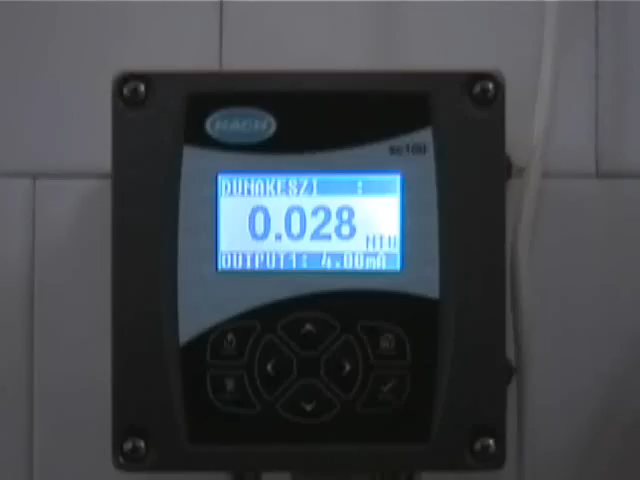 HACH
sc100
DUNAKESZI :
0.028
NTU
OUTPUT1: 4.00mA